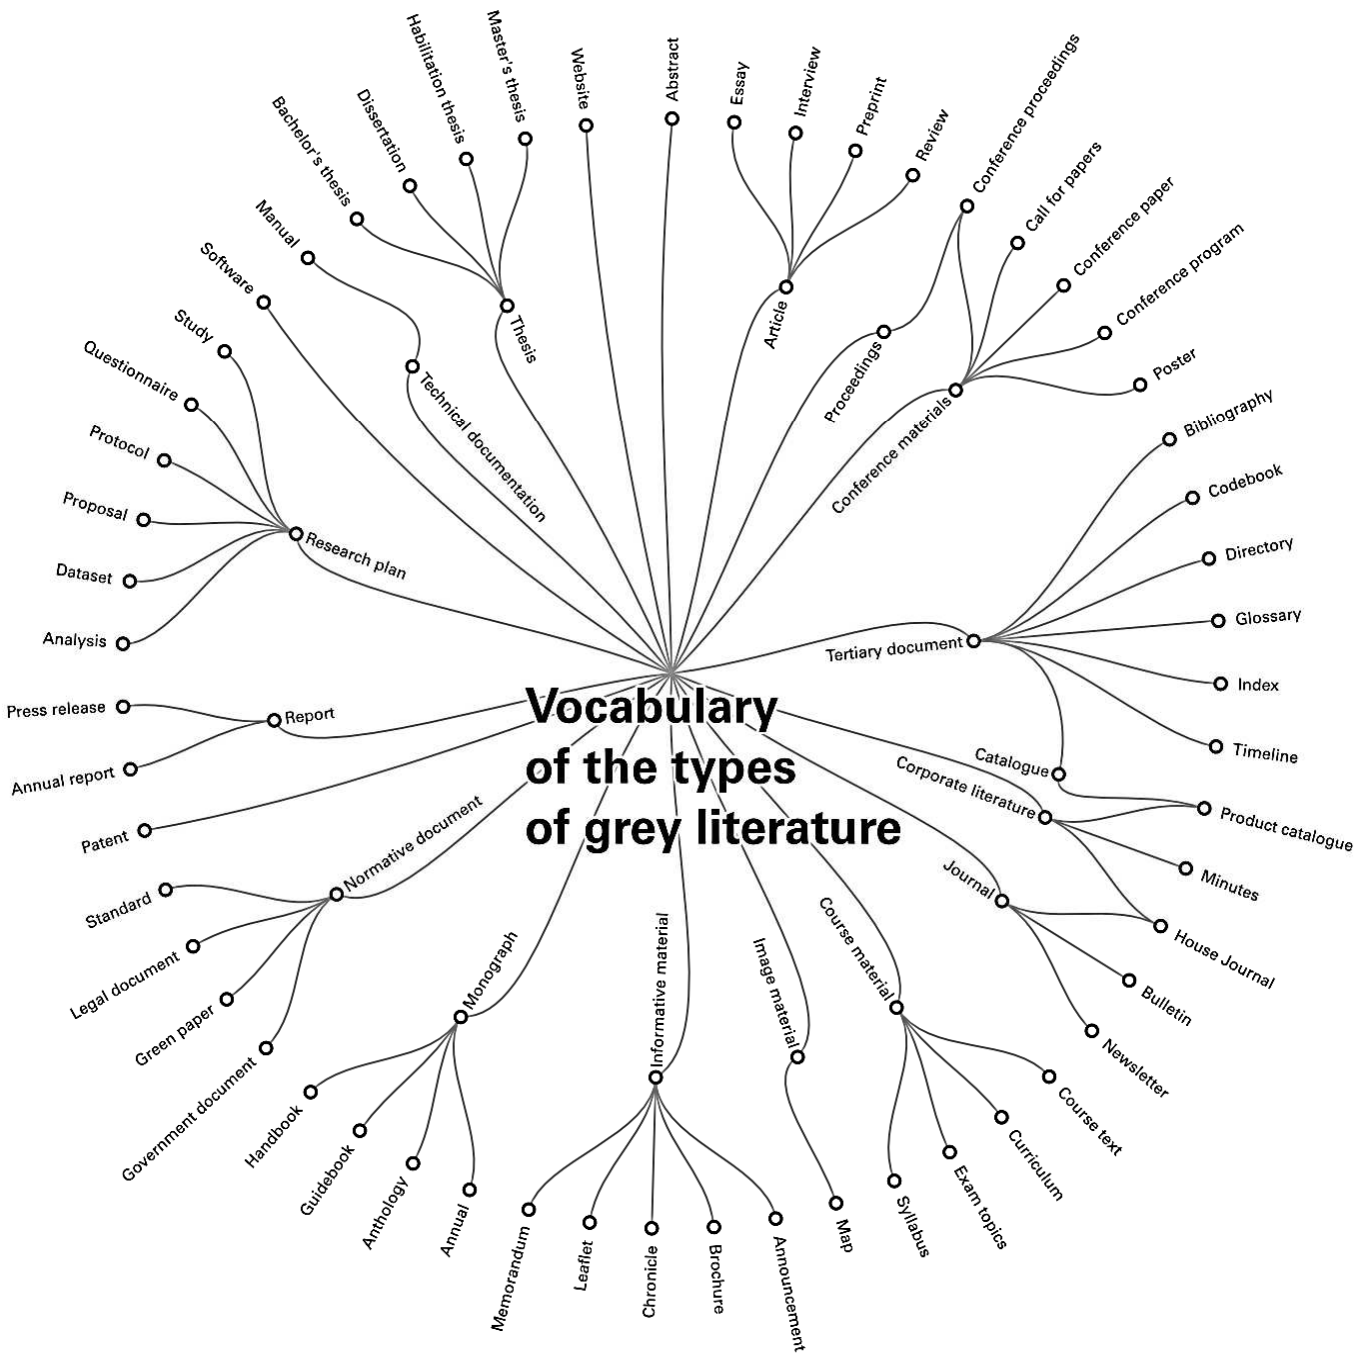 Vocabulary
of the types
of grey literature
Abstract
Article
Essay
Interview
Preprint
Review
Proceedings
Conference proceedings
Conference materials
Call for papers
Conference paper
Conference program
Poster
Tertiary document
Bibliography
Codebook
Directory
Glossary
Index
Timeline
Catalogue
Product catalogue
Corporate literature
Minutes
House Journal
Journal
Bulletin
Newsletter
Course material
Course text
Curriculum
Exam topics
Syllabus
Image material
Map
Informative material
Announcement
Brochure
Chronicle
Leaflet
Memorandum
Monograph
Annual
Anthology
Guidebook
Handbook
Normative document
Government document
Green paper
Legal document
Standard
Patent
Report
Annual report
Press release
Research plan
Analysis
Dataset
Proposal
Protocol
Questionnaire
Study
Software
Technical documentation
Manual
Thesis
Bachelor's thesis
Dissertation
Habilitation thesis
Master's thesis
Website